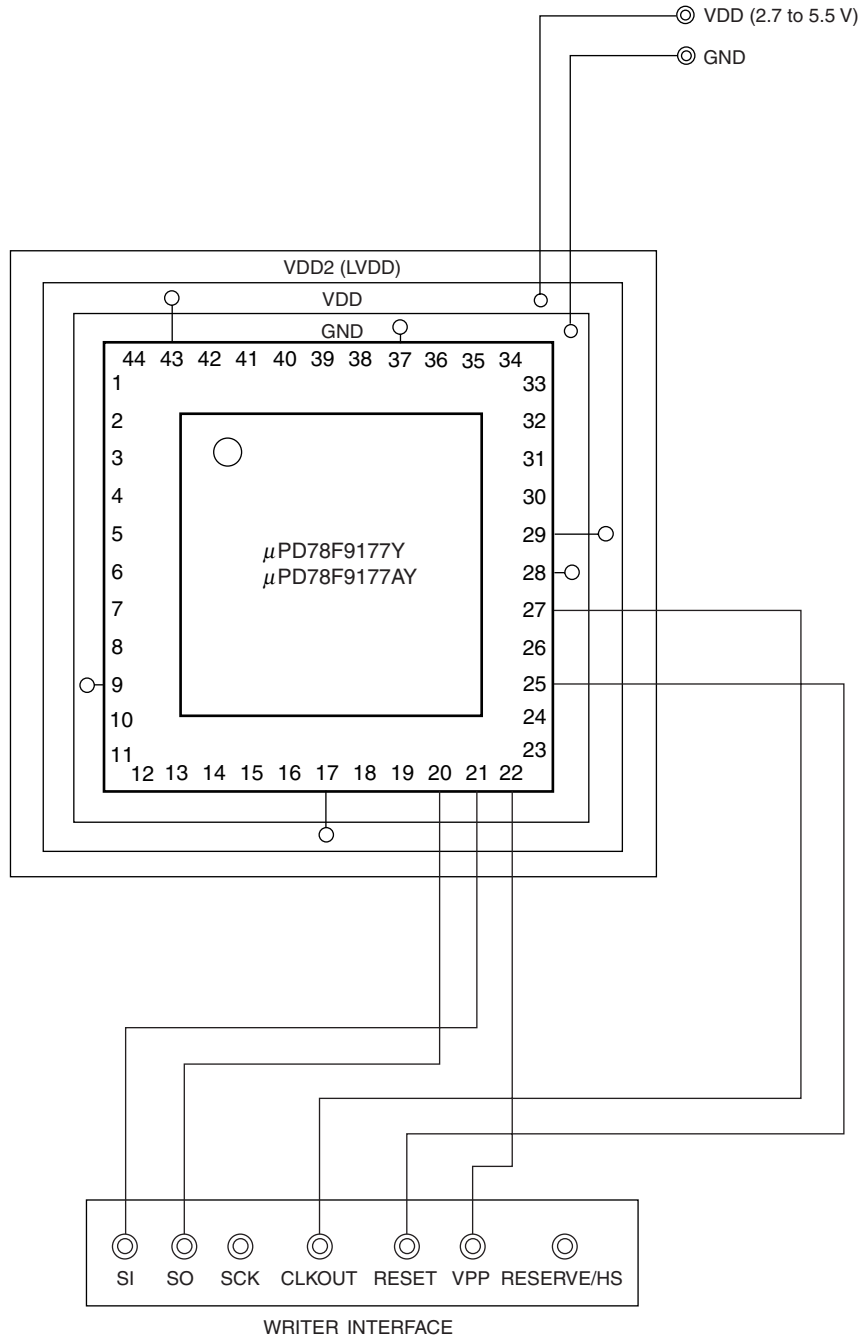 VDD (2.7 to 5.5 V)
GND
VDD2 (LVDD)
VDD
GND
44 43 42 41 40 39 38 37 36 35 34
1 33
2 32
3 31
4 30
5 29
6 28
7 27
8 26
9 25
10 24
11 23
μPD78F9177Y
μPD78F9177AY
12 13 14 15 16 17 18 19 20 21 22
SI SO SCK CLKOUT RESET VPP RESERVE/HS
WRITER INTERFACE